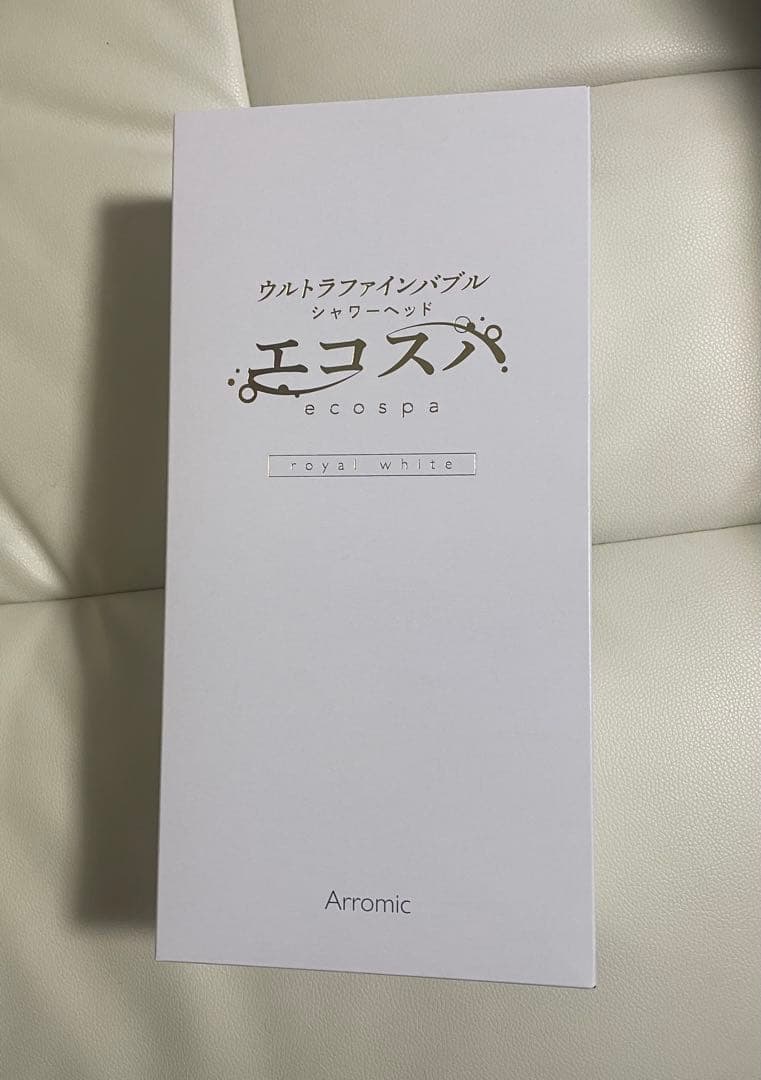 ウルトラファインバブル
シャワーヘッド
エコスパ
ecospa
royal white
Arromic